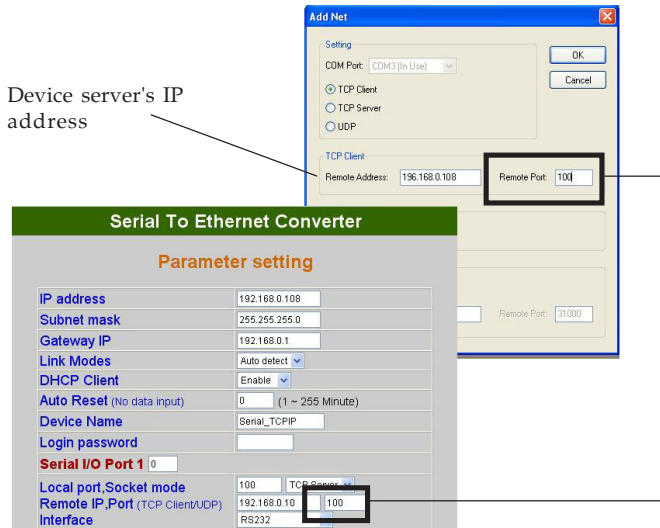 Add Net
Setting
COM Port: COM3 (In Use)
OK
Cancel
TCP Client
TCP Server
UDP
Device server's IP
address
TCP Client
Remote Address: 196.168.0.108 Remote Port: 100
Remote Port: 31000
Serial To Ethernet Converter
Parameter setting
IP address 192.168.0.108
Subnet mask 255.255.255.0
Gateway IP 192.168.0.1
Link Modes Auto detect
DHCP Client Enable
Auto Reset (No data input) 0 (1 ~ 255 Minute)
Device Name Serial_TCPIP
Login password
Serial I/O Port 1 0
Local port,Socket mode 100 TCP Server
Remote IP,Port (TCP Client/UDP) 192.168.0.10 100
Interface RS232